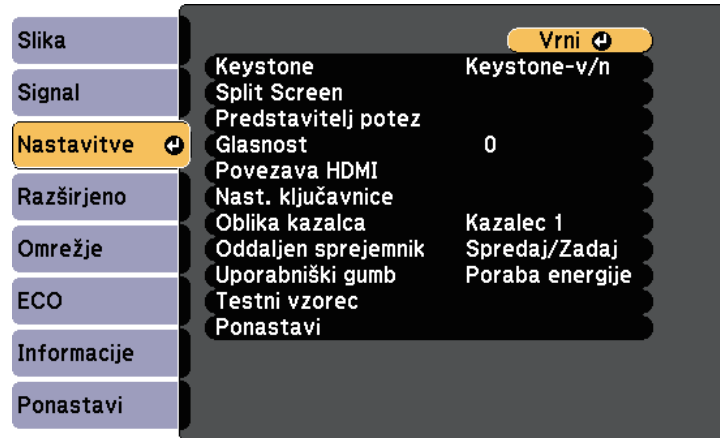 Slika
Signal
Nastavitve
Razširjeno
Omrežje
ECO
Informacije
Ponastavi
Vrni
Keystone Keystone-v/n
Split Screen
Predstavitelj potez
Glasnost 0
Povezava HDMI
Nast. ključavnice
Oblika kazalca Kazalec 1
Oddaljen sprejemnik Spredaj/Zadaj
Uporabniški gumb Poraba energije
Testni vzorec
Ponastavi